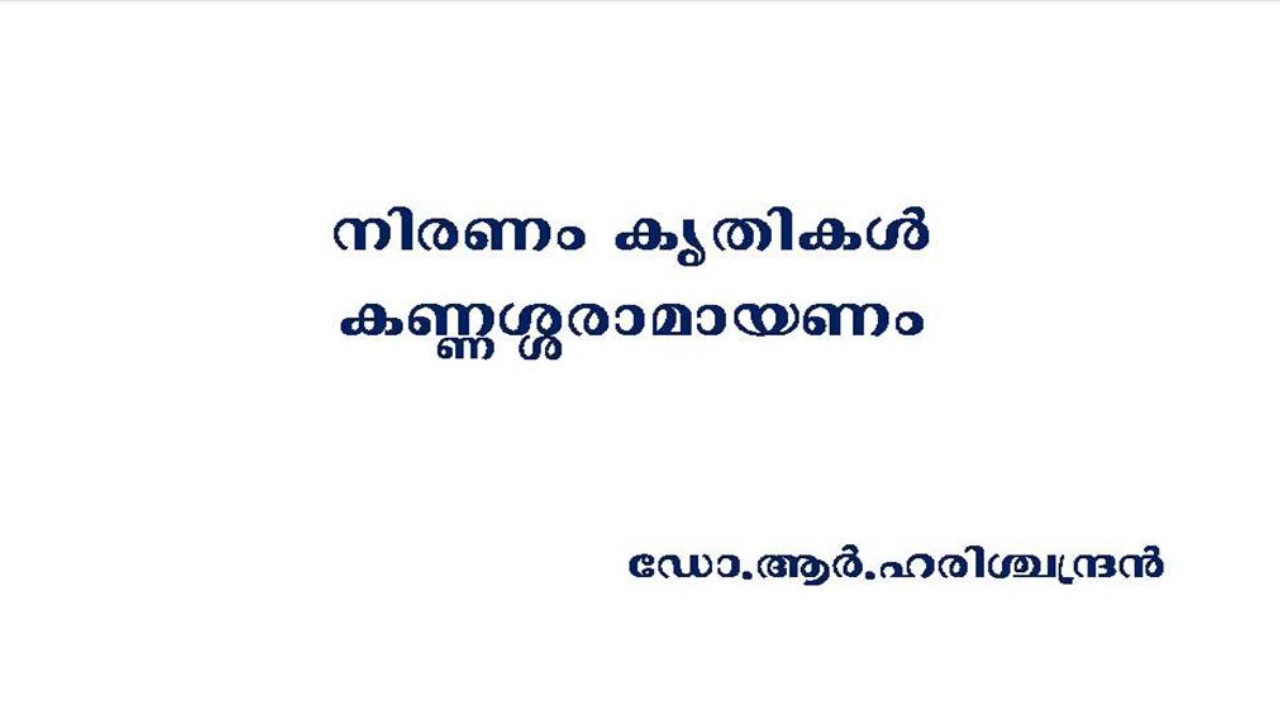 നിരണം കൃതികൾ
കണ്ണശ്ശരാമായണം
ഡോ.ആർ.ഹരിശ്ചന്ദ്രൻ